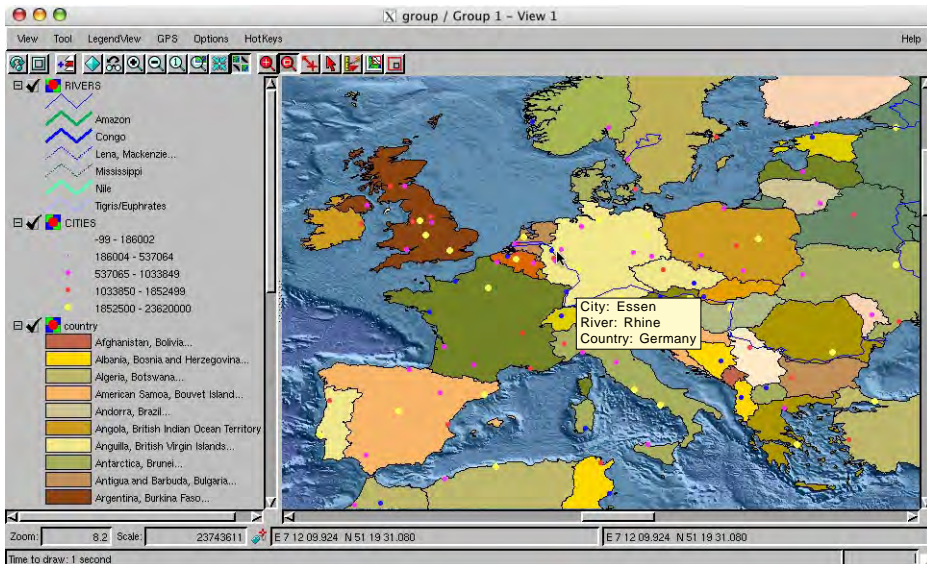 X group / Group 1 - View 1
View Tool LegendView GPS Options HotKeys Help
RIVERS
Amazon
Congo
Lena, Mackenzie...
Mississippi
Nile
Tigris/Euphrates
CITIES
-99 - 186002
186004 - 537064
537065 - 1033849
1033850 - 1852499
1852500 - 23620000
country
Afghanistan, Bolivia...
Albania, Bosnia and Herzegovina...
Algeria, Botswana...
American Samoa, Bouvet Island...
Andorra, Brazil...
Angola, British Indian Ocean Territory
Anguilla, British Virgin Islands...
Antarctica, Brunei...
Antigua and Barbuda, Bulgaria...
Argentina, Burkina Faso...
City: Essen
River: Rhine
Country: Germany
Zoom: 8.2 Scale: 23743611 E 7 12 09.924 N 51 19 31.080 E 7 12 09.924 N 51 19 31.080
Time to draw: 1 second